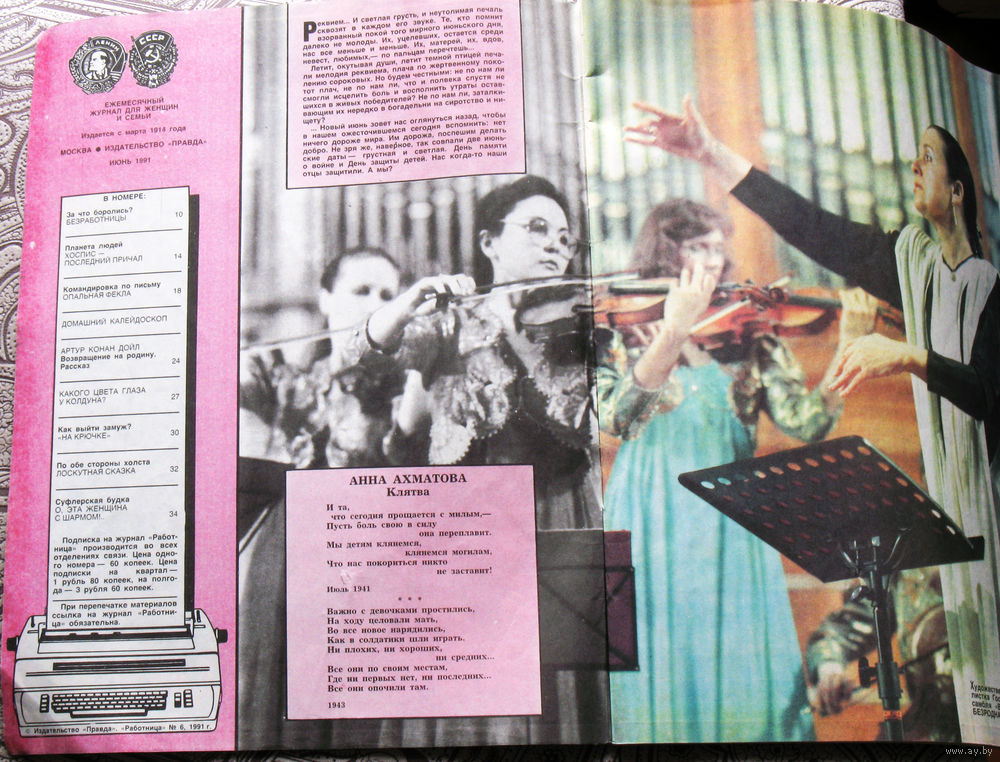 ЛЕНИН
СССР
ЕЖЕМЕСЯЧНЫЙ
ЖУРНАЛ ДЛЯ ЖЕНЩИН
И СЕМЬИ
Издается с марта 1914 года
МОСКВА ● ИЗДАТЕЛЬСТВО «ПРАВДА»
ИЮНЬ 1991
В НОМЕРЕ:
За что боролись?
БЕЗРАБОТНИЦЫ 10
Планета людей
ХОСПИС —
ПОСЛЕДНИЙ ПРИЧАЛ 14
Командировка по письму
ОПАЛЬНАЯ ФЕКЛА 18
ДОМАШНИЙ КАЛЕЙДОСКОП
АРТУР КОНАН ДОЙЛ
Возвращение на родину.
Рассказ 24
КАКОГО ЦВЕТА ГЛАЗА
У КОЛДУНА? 27
Как выйти замуж?
«НА КРЮЧКЕ» 30
По обе стороны холста
ЛОСКУТНАЯ СКАЗКА 32
Суфлерская будка
О, ЭТА ЖЕНЩИНА
С ШАРМОМ!.. 34
Подписка на журнал «Работ-
ница» производится во всех
отделениях связи. Цена одно-
го номера — 60 копеек. Цена
подписки на квартал —
1 рубль 80 копеек, на полго-
да — 3 рубля 60 копеек.
При перепечатке материалов
ссылка на журнал «Работни-
ца» обязательна.
© Издательство «Правда». «Работница» № 6, 1991 г.
Реквием... И светлая грусть, и неутолимая печаль
сквозят в каждом его звуке. Те, кто помнит
взорванный покой того мирного июньского дня,
далеко не молоды. Их, уцелевших, остается среди
нас все меньше и меньше. Их, матерей, их, вдов,
невест, любимых,— по пальцам перечтешь...
Летит, окутывая души, летит темной птицей печа-
ли мелодия реквиема, плача по жертвенному поко-
лению сороковых. Но будем честными: не по нам ли
тот плач, не по нам ли, что и полвека спустя не
смогли исцелить боль и восполнить утраты остав-
шихся в живых победителей? Не по нам ли, заталки-
вающим их нередко в богадельни на сиротство и ни-
щету?
... Новый июнь зовет нас оглянуться назад, чтобы
в нашем ожесточившемся сегодня вспомнить: нет
ничего дороже мира. Им дорожа, поспешим делать
добро. Не зря же, наверное, так совпали две июнь-
ские даты — грустная и светлая. День памяти
о войне и День защиты детей. Нас когда-то наши
отцы защитили. А мы?
АННА АХМАТОВА
Клятва
И та,
что сегодня прощается с милым,—
Пусть боль свою в силу
она переплавит.
Мы детям клянемся,
клянемся могилам,
Что нас покориться никто
не заставит!
Июль 1941
* * *
Важно с девочками простились,
На ходу целовали мать,
Во все новое нарядились,
Как в солдатики шли играть.
Ни плохих, ни хороших,
ни средних...
Все они по своим местам,
Где ни первых нет, ни последних...
Все они опочили там.
1943
www.ay.by